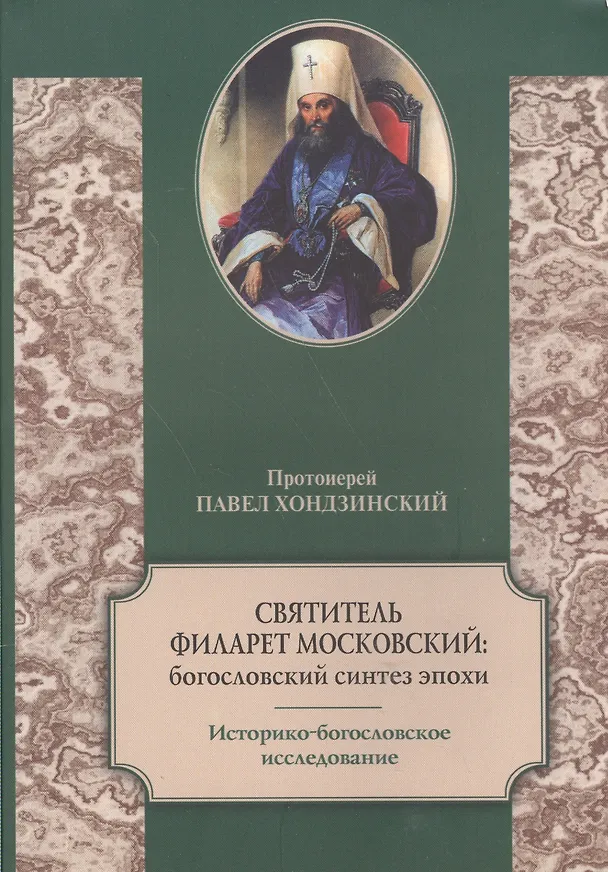 Протоиерей
ПАВЕЛ ХОНДЗИНСКИЙ
СВЯТИТЕЛЬ
ФИЛАРЕТ МОСКОВСКИЙ:
богословский синтез эпохи
Историко-богословское
исследование